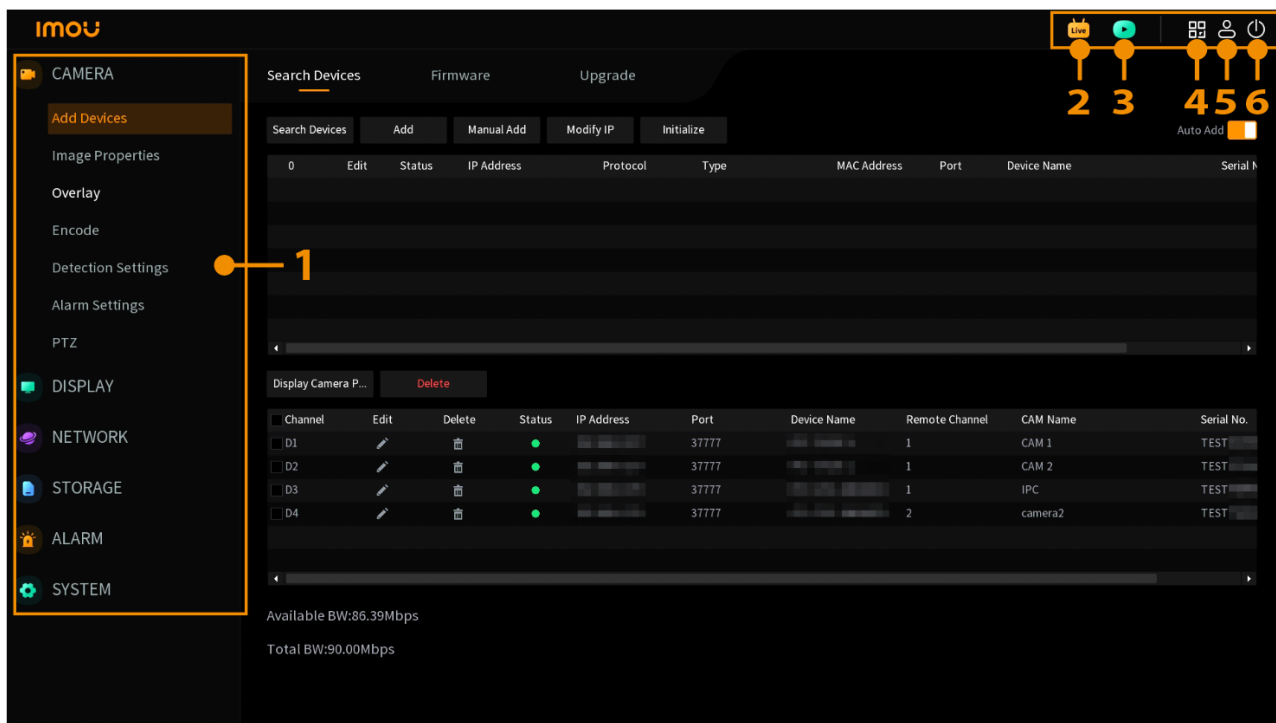 imou
Live
CAMERA
Search Devices Firmware Upgrade
2 3 4 5 6
Add Devices
Search Devices Add Manual Add Modify IP Initialize Auto Add
Image Properties
0 Edit Status IP Address Protocol Type MAC Address Port Device Name Serial N
Overlay
Encode
Detection Settings
1
Alarm Settings
PTZ
DISPLAY
Display Camera P... Delete
Channel Edit Delete Status IP Address Port Device Name Remote Channel CAM Name Serial No.
NETWORK
D1 37777 1 CAM 1 TEST
D2 37777 1 CAM 2 TEST
STORAGE
D3 37777 1 IPC TEST
D4 37777 2 camera2 TEST
ALARM
SYSTEM
Available BW:86.39Mbps
Total BW:90.00Mbps